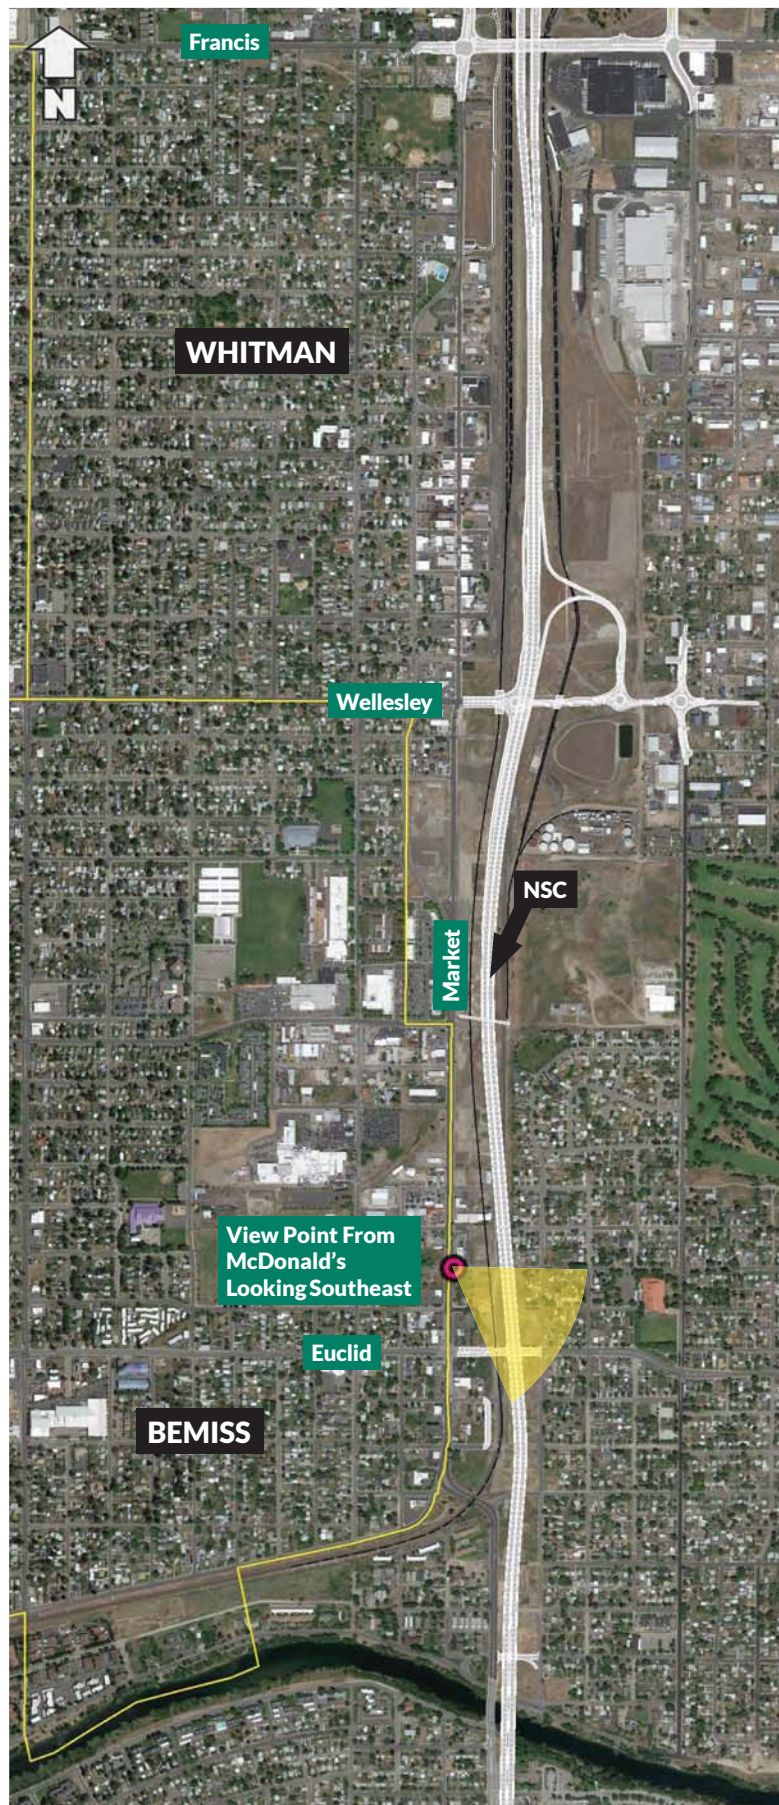 Francis
N
WHITMAN
Wellesley
NSC
Market
View Point From
McDonald's
Looking Southeast
Euclid
BEMISS